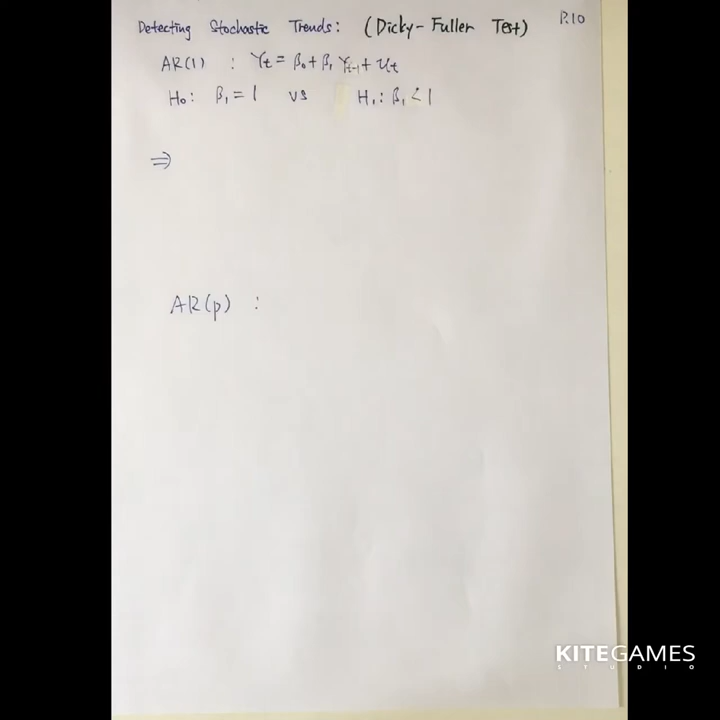 Detecting Stochastic Trends: (Dicky-Fuller Test)
P.10
AR(1) : Yt = β0 + β1 Yt-1 + ut
H0: β1 = 1 vs H1: β1 < 1
⇒
AR(p) :
KITEGAMES
STUDIO